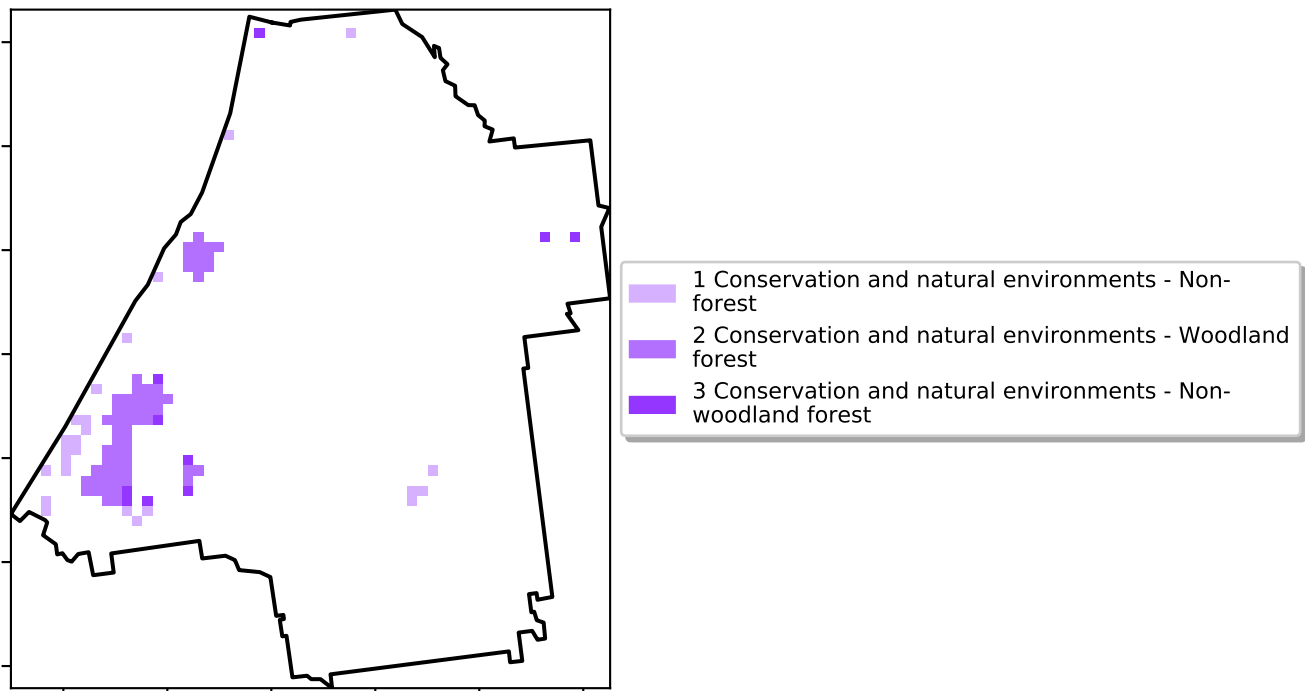 1 Conservation and natural environments - Non-
forest
2 Conservation and natural environments - Woodland
forest
3 Conservation and natural environments - Non-
woodland forest